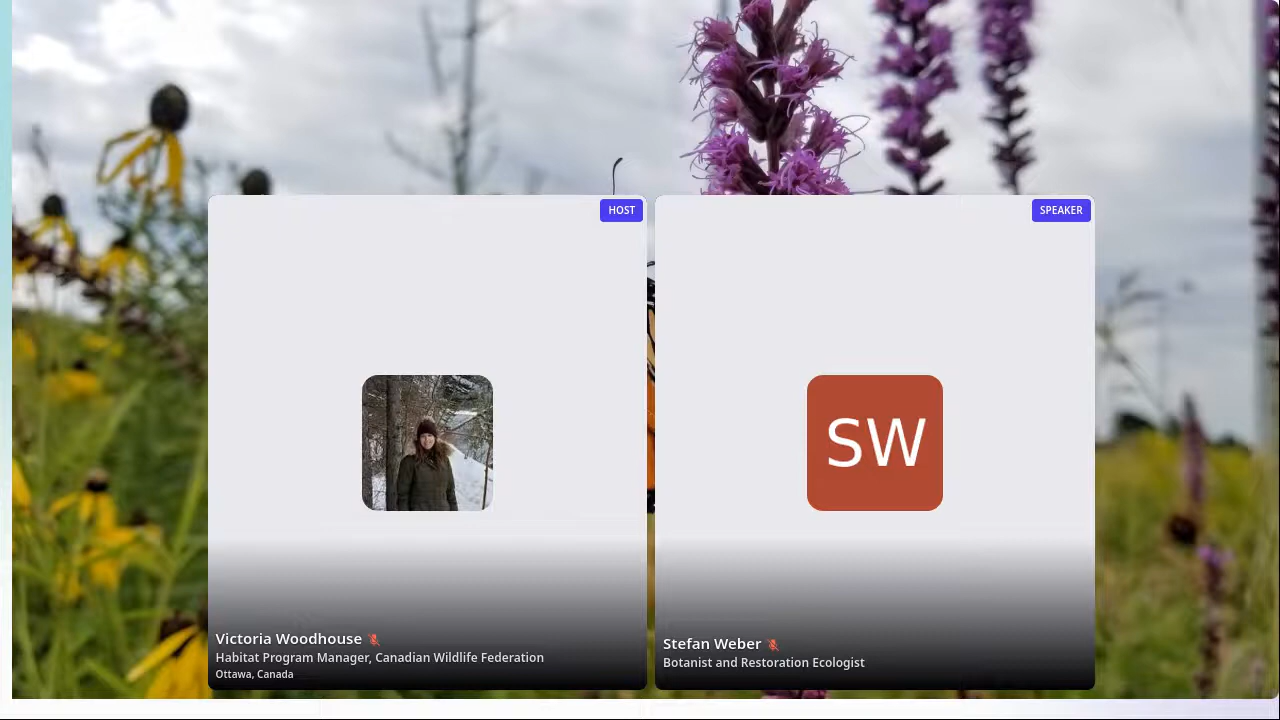 HOST
SPEAKER
SW
Victoria Woodhouse
Habitat Program Manager, Canadian Wildlife Federation
Ottawa, Canada
Stefan Weber
Botanist and Restoration Ecologist